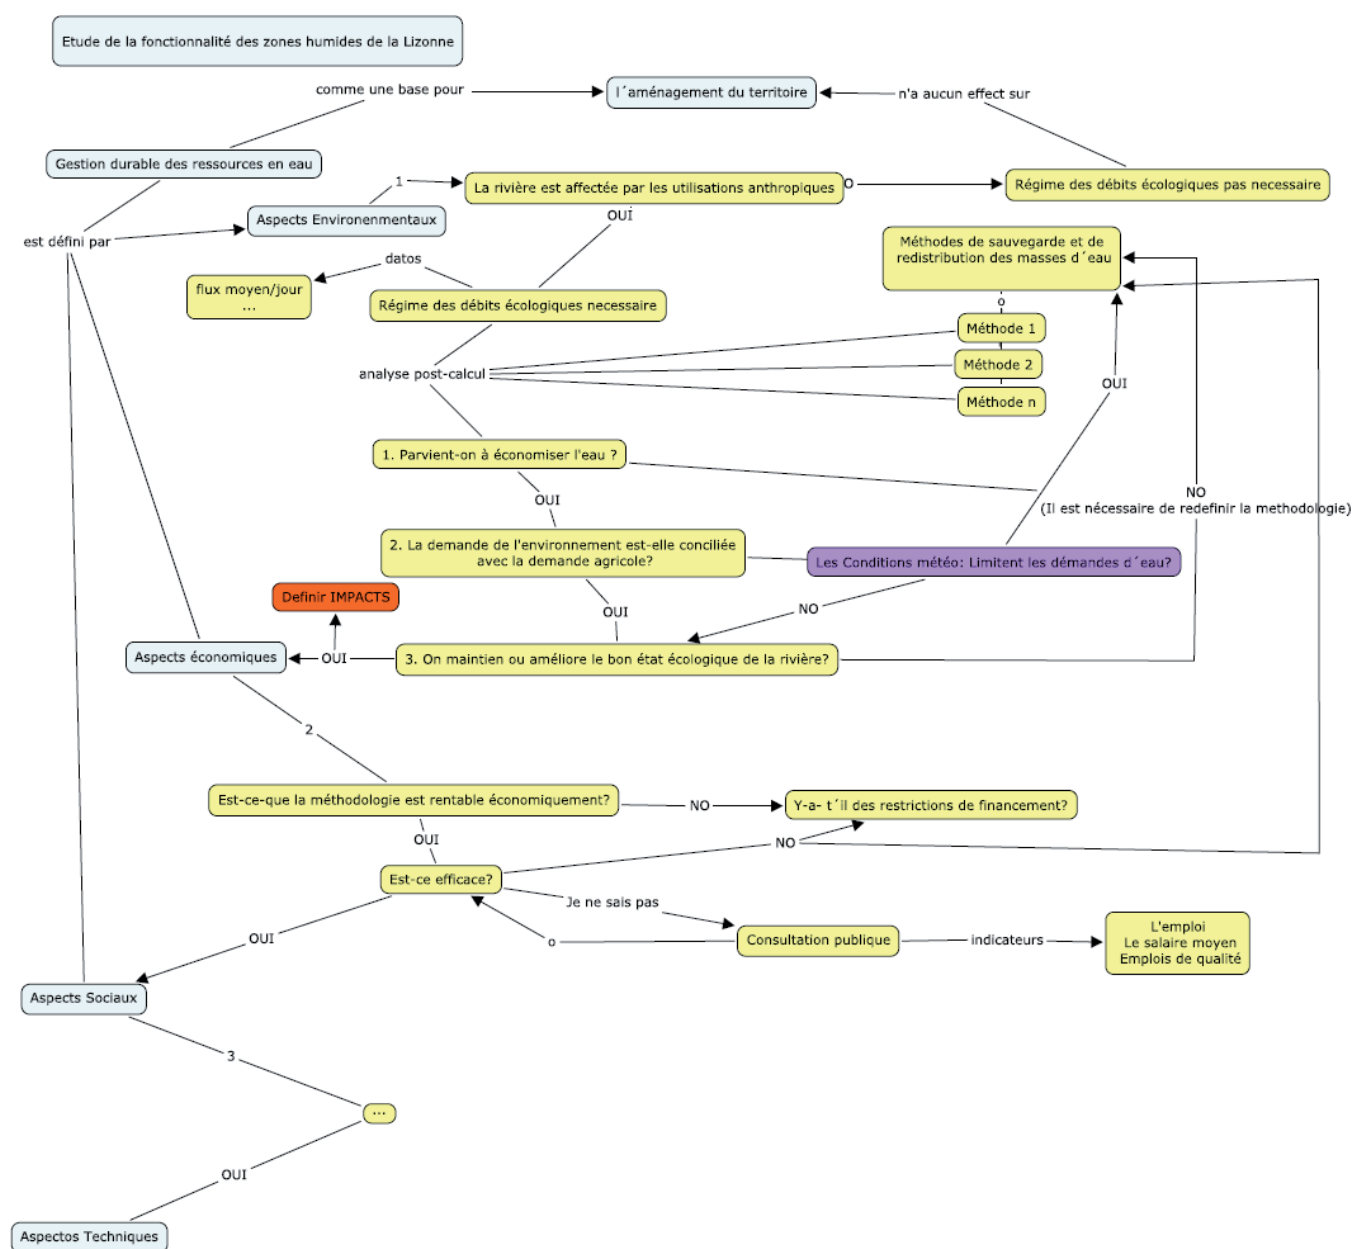 Etude de la fonctionnalité des zones humides de la Lizonne
comme une base pour
l´aménagement du territoire
n'a aucun effect sur
Gestion durable des ressources en eau
1
La rivière est affectée par les utilisations anthropiques
O
Régime des débits écologiques pas necessaire
Aspects Environenmentaux
OUI
est défini par
Méthodes de sauvegarde et de
redistribution des masses d´eau
datos
flux moyen/jour
...
Régime des débits écologiques necessaire
o
Méthode 1
Méthode 2
Méthode n
analyse post-calcul
OUI
1. Parvient-on à économiser l'eau ?
OUI
NO
(Il est nécessaire de redefinir la methodologie)
2. La demande de l'environnement est-elle conciliée
avec la demande agricole?
Les Conditions météo: Limitent les démandes d´eau?
Definir IMPACTS
OUI
NO
Aspects économiques
OUI
3. On maintien ou améliore le bon état écologique de la rivière?
2
Est-ce-que la méthodologie est rentable économiquement?
NO
Y-a- t´il des restrictions de financement?
OUI
NO
Est-ce efficace?
Je ne sais pas
OUI
o
Consultation publique
indicateurs
L'emploi
Le salaire moyen
Emplois de qualité
Aspects Sociaux
3
...
OUI
Aspectos Techniques